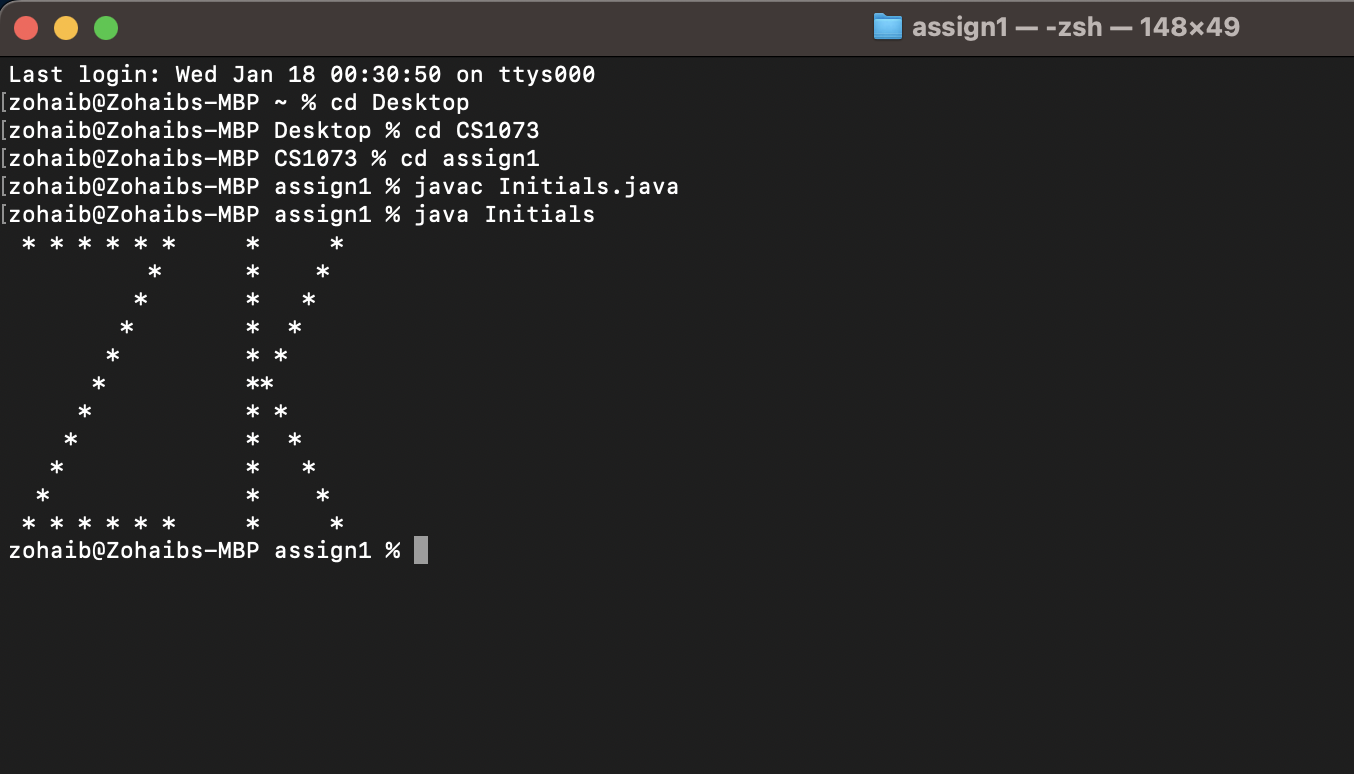 assign1 — -zsh — 148×49
Last login: Wed Jan 18 00:30:50 on ttys000
[zohaib@Zohaibs-MBP ~ % cd Desktop
[zohaib@Zohaibs-MBP Desktop % cd CS1073
[zohaib@Zohaibs-MBP CS1073 % cd assign1
[zohaib@Zohaibs-MBP assign1 % javac Initials.java
[zohaib@Zohaibs-MBP assign1 % java Initials
 * * * * * *     *     *
          *      *    *
         *       *   *
        *        *  *
       *         * *
      *          **
     *           * *
    *            *  *
   *             *   *
  *              *    *
 * * * * * *     *     *
zohaib@Zohaibs-MBP assign1 %